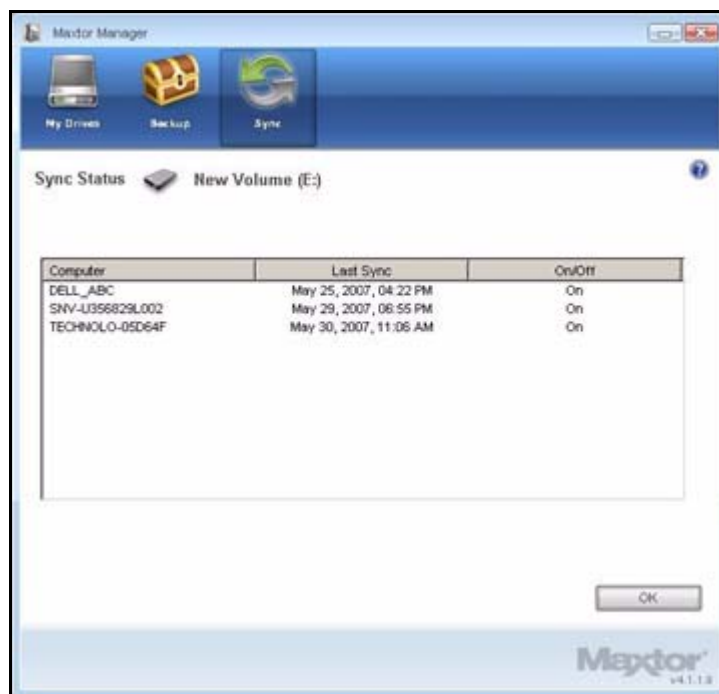 Maxtor Manager
My Drives Backup Sync
Sync Status New Volume (E:)
Computer Last Sync On/Off
DELL_ABC May 25, 2007, 04:22 PM On
SNV-U356829L002 May 29, 2007, 06:55 PM On
TECHNOLO-05D64F May 30, 2007, 11:06 AM On
OK
Maxtor